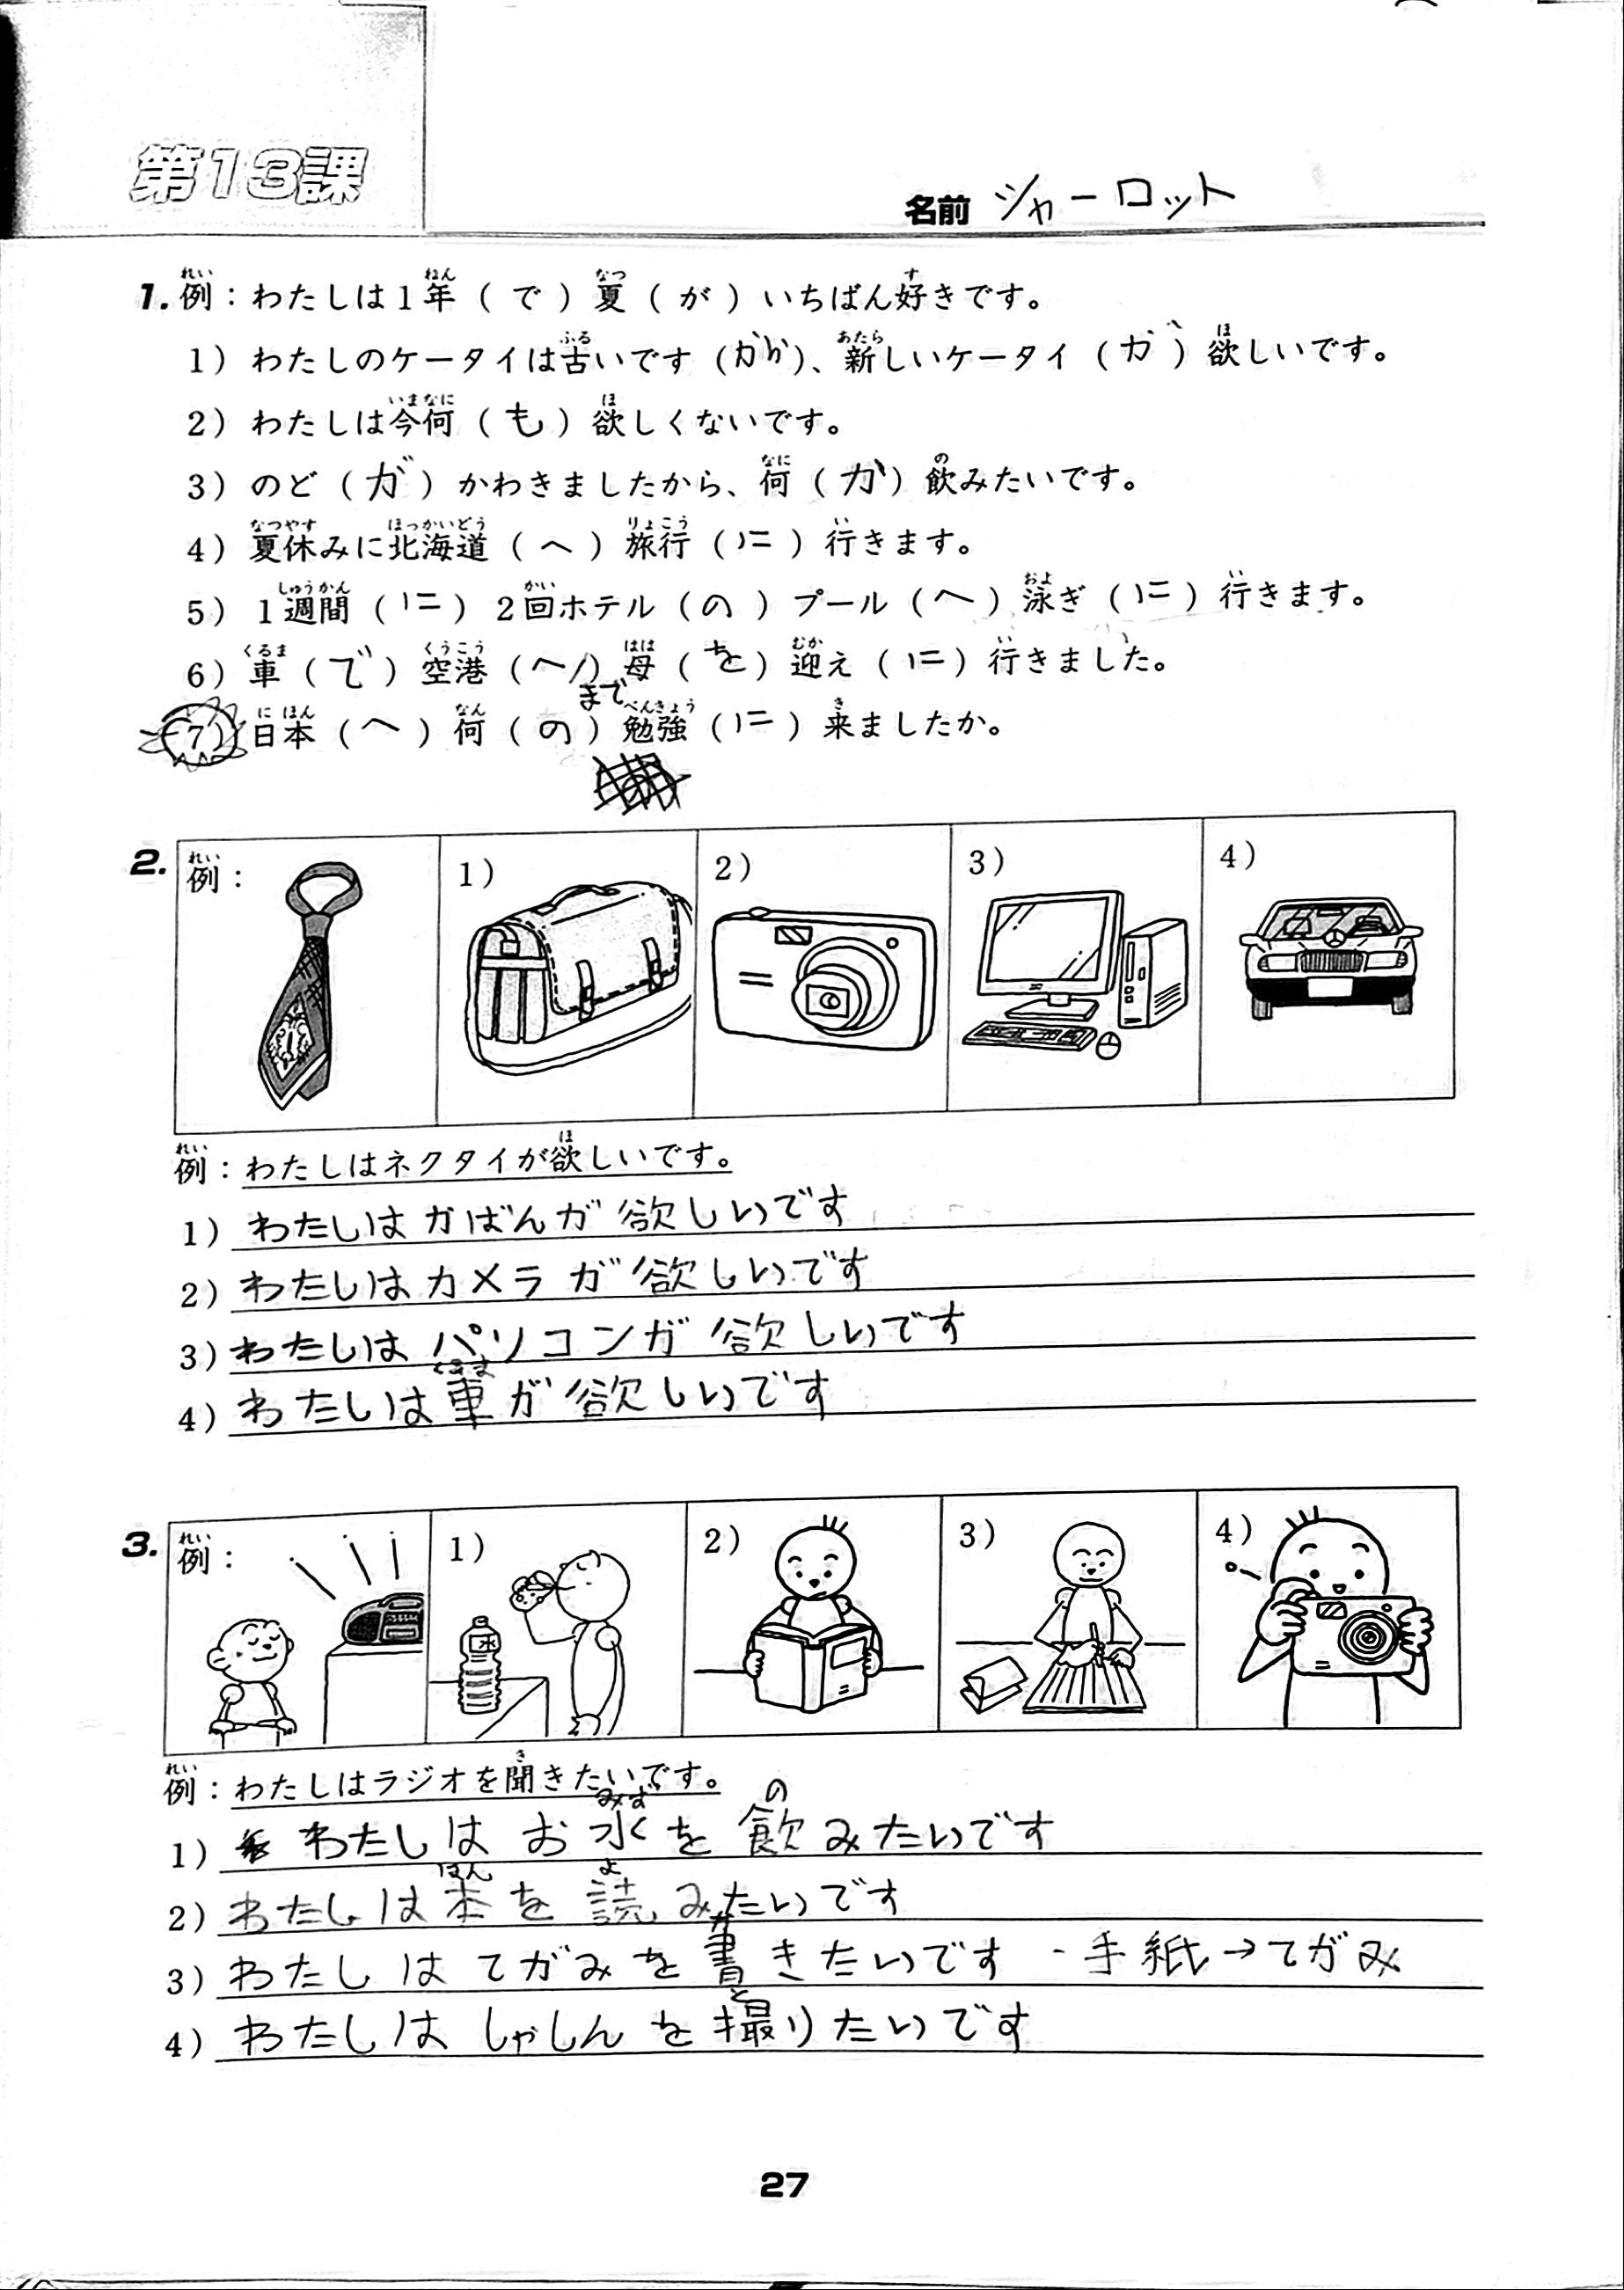 第13課
名前 シャーロット
1. 例：わたしは1年（で）夏（が）いちばん好きです。
1）わたしのケータイは古いです（から）、新しいケータイ（が）欲しいです。
2）わたしは今何（も）欲しくないです。
3）のど（が）かわきましたから、何（か）飲みたいです。
4）夏休みに北海道（へ）旅行（に）行きます。
5）1週間（に）2回ホテル（の）プール（へ）泳ぎ（に）行きます。
6）車（で）空港（へ/まで）母（を）迎え（に）行きました。
7）日本（へ）何（の）勉強（に）来ましたか。
2. 例：
1）
2）
3）
4）
例：わたしはネクタイが欲しいです。
1）わたしはかばんが欲しいです
2）わたしはカメラが欲しいです
3）わたしはパソコンが欲しいです
4）わたしは車が欲しいです
3. 例：
1）
水
2）
3）
4）
例：わたしはラジオを聞きたいです。
1）わたしはお水を飲みたいです
2）わたしは本を読みたいです
3）わたしはてがみを書きたいです - 手紙→てがみ
4）わたしはしゃしんを撮りたいです
27